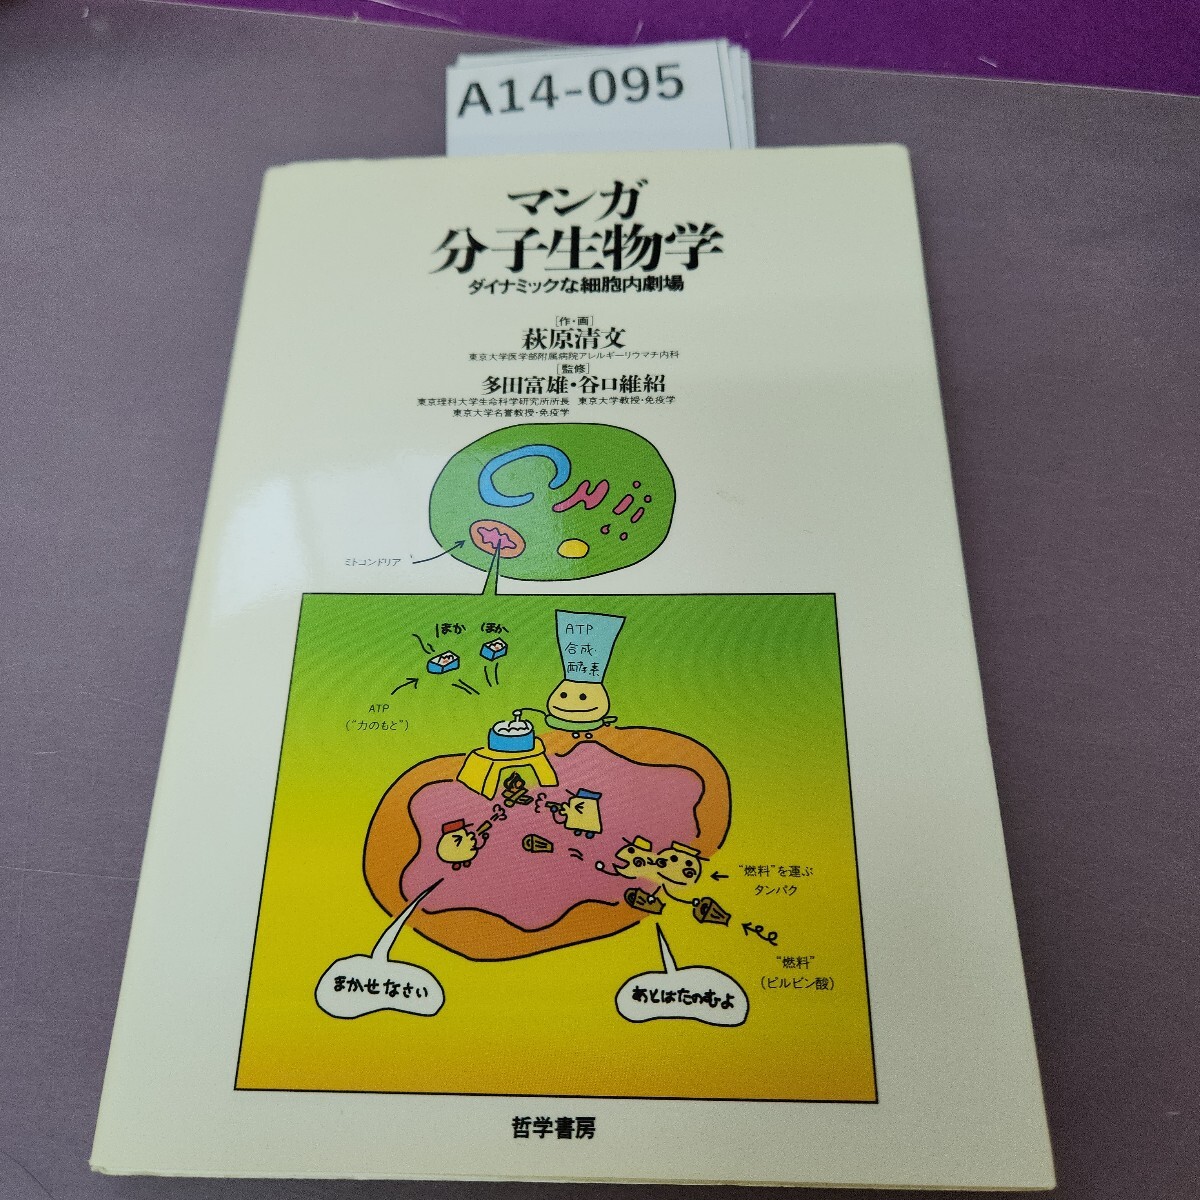 A14-095
マンガ
分子生物学
ダイナミックな細胞内劇場
[作・画]
萩原清文
東京大学医学部附属病院アレルギーリウマチ内科
[監修]
多田富雄・谷口維紹
東京理科大学生命科学研究所所長 東京大学教授・免疫学
東京大学名誉教授・免疫学
ミトコンドリア
ほか ほか
ATP
合成
酵素
ATP
("力のもと")
"燃料"を運ぶ
タンパク
"燃料"
(ピルビン酸)
まかせなさい
あとはたのむよ
哲学書房